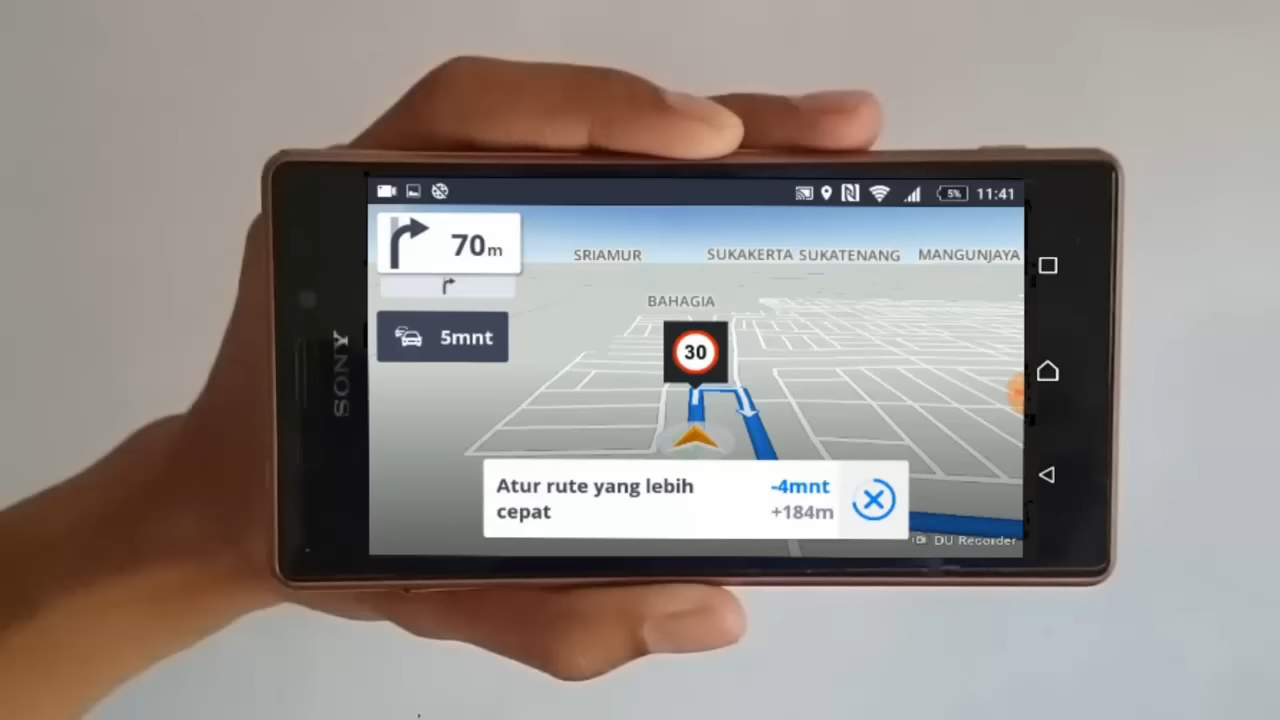 5% 11:41
70m
SRIAMUR SUKAKERTA SUKATENANG MANGUNJAYA
BAHAGIA
5mnt
30
SONY
Atur rute yang lebih
cepat
-4mnt
+184m
DU Recorder